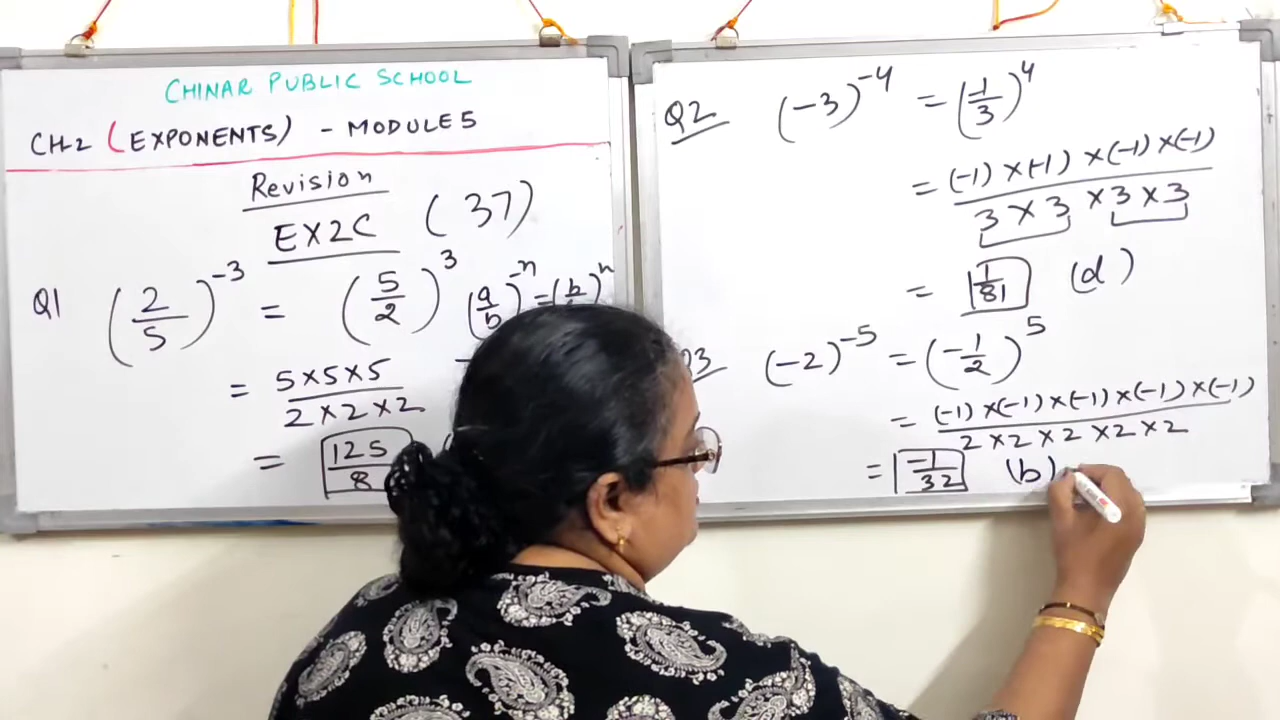 CHINAR PUBLIC SCHOOL
CH-2 (EXPONENTS) - MODULE 5
Revision
EX2C (37)
Q1 (2/5)^-3 = (5/2)^3 (a/b)^-n = (b/ )^n
= 5×5×5 / 2×2×2
= 125/8
Q2 (-3)^-4 = (-1/3)^4
= (-1) × (-1) × (-1) × (-1) / 3 × 3 × 3 × 3
= 1/81 (d)
3 (-2)^-5 = (-1/2)^5
= (-1) × (-1) × (-1) × (-1) × (-1) / 2 × 2 × 2 × 2 × 2
= -1/32 (b)